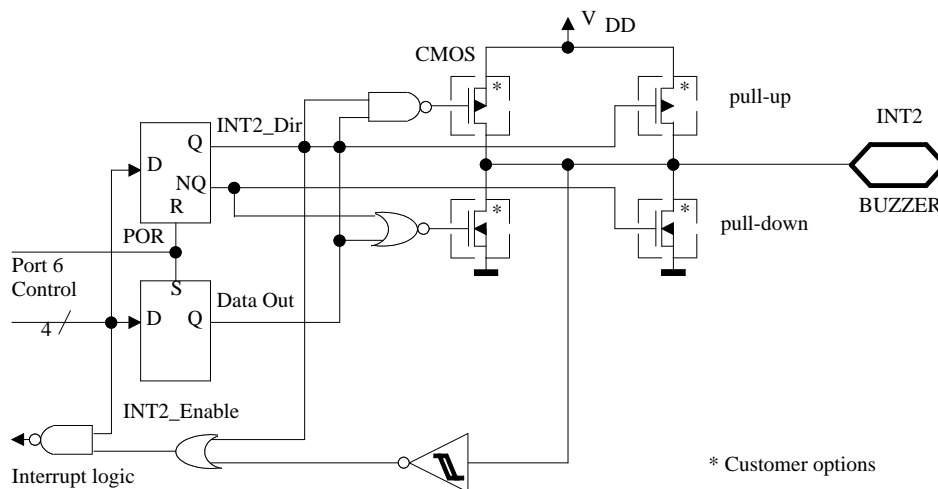 V
DD
CMOS
*
*
pull-up
INT2
INT2_Dir
Q
D
NQ
R
*
*
BUZZER
pull-down
POR
Port 6
Control
S
Data Out
D
Q
4
INT2_Enable
Interrupt logic
* Customer options